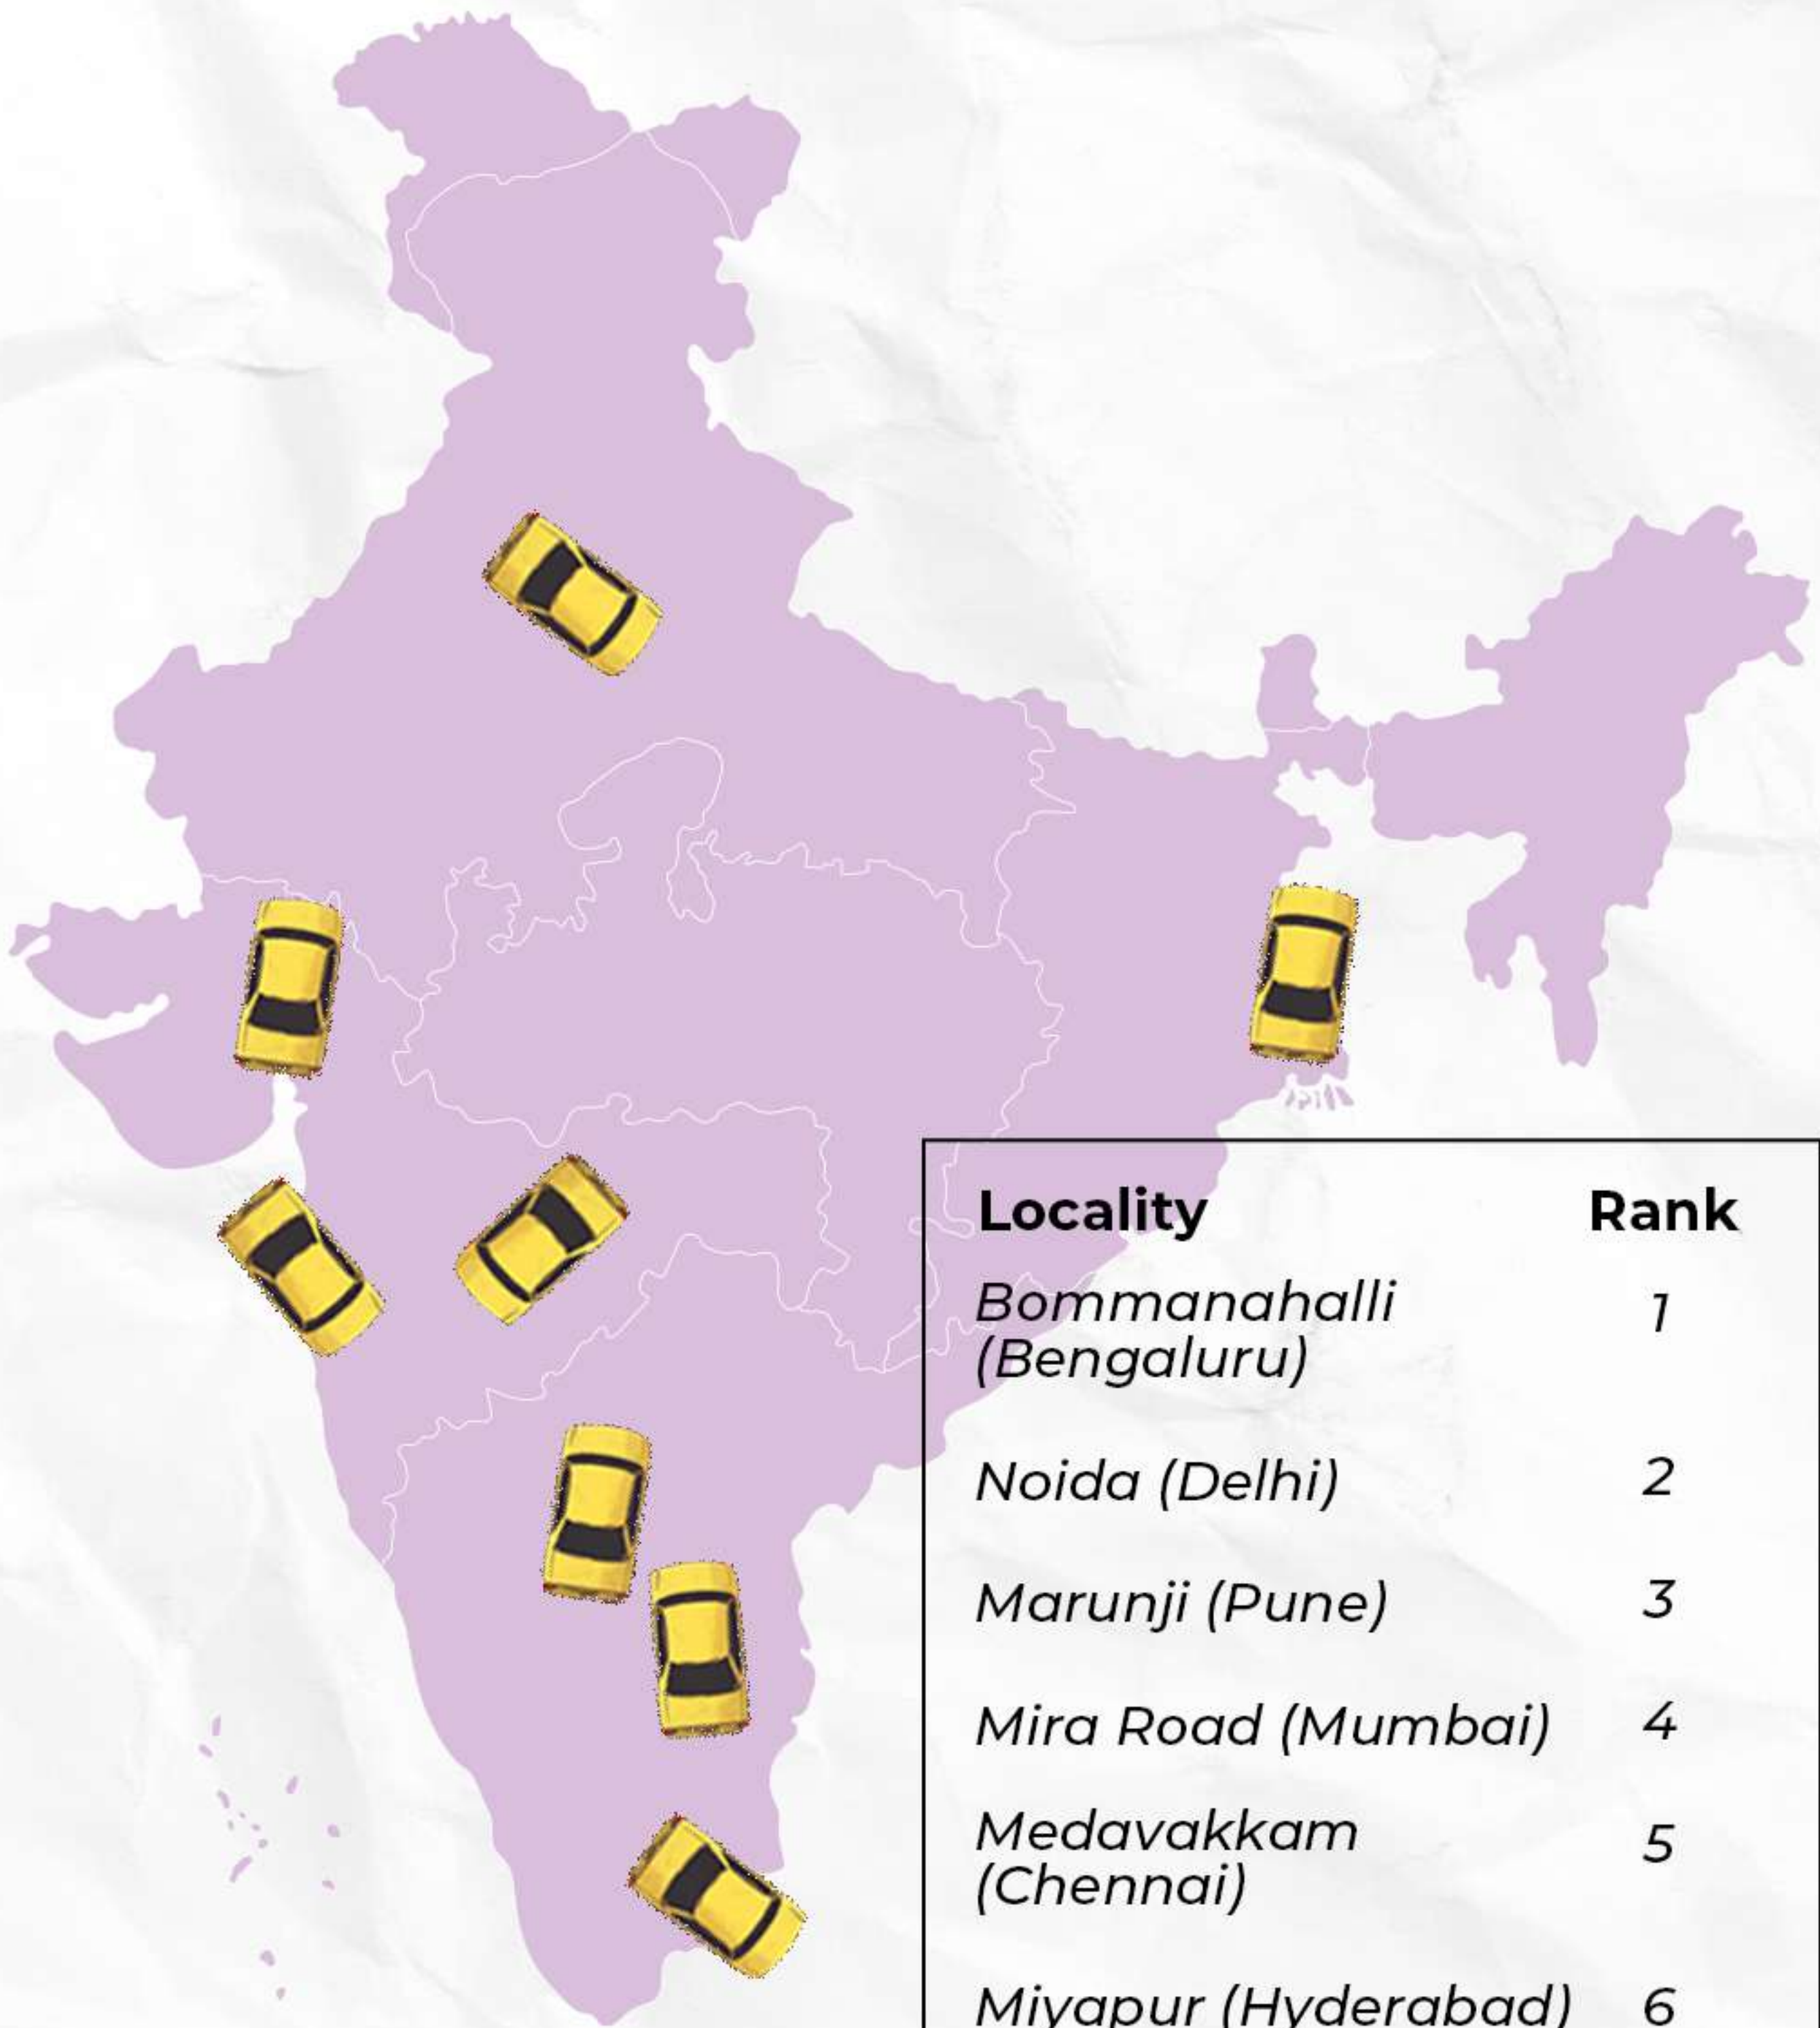 Locality Rank
Bommanahalli 1
(Bengaluru)
Noida (Delhi) 2
Marunji (Pune) 3
Mira Road (Mumbai) 4
Medavakkam 5
(Chennai)
Miyapur (Hyderabad) 6